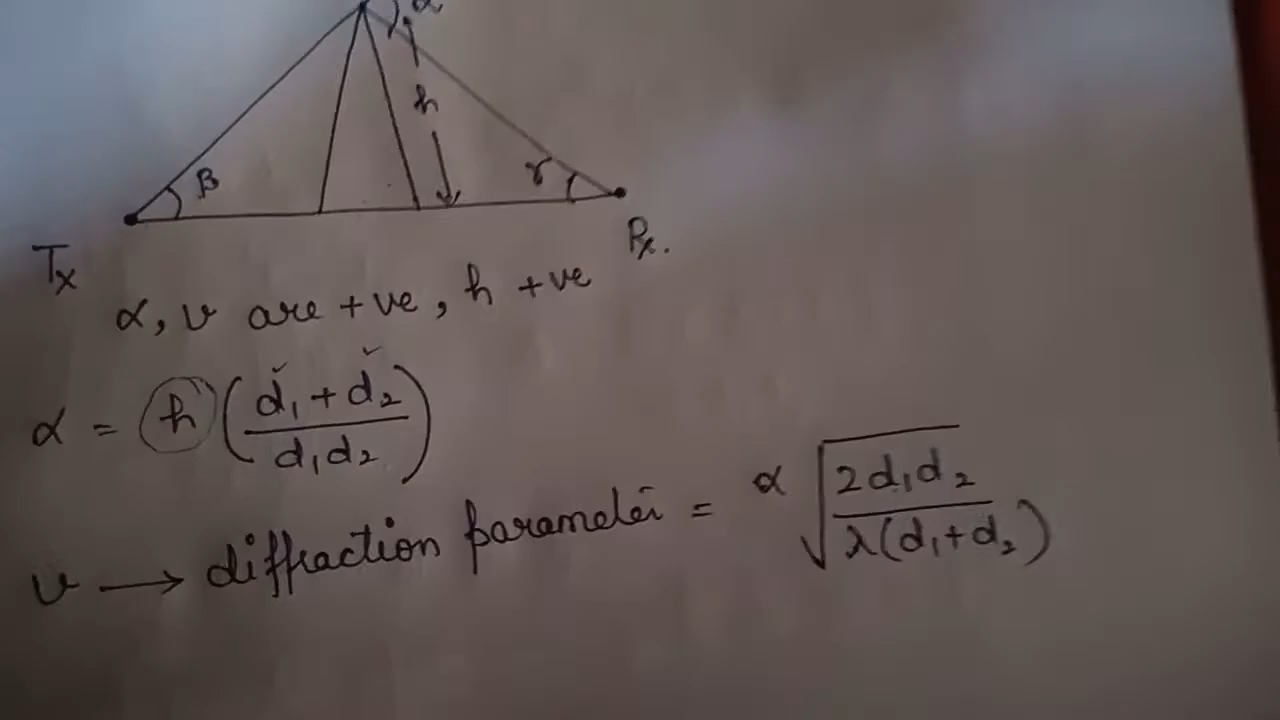 α
h
β
γ
Tx
Rx.
α, ν are +ve, h +ve
α = h (d₁ + d₂ / d₁d₂)
ν → diffraction parameter = α √(2d₁d₂ / λ(d₁+d₂))